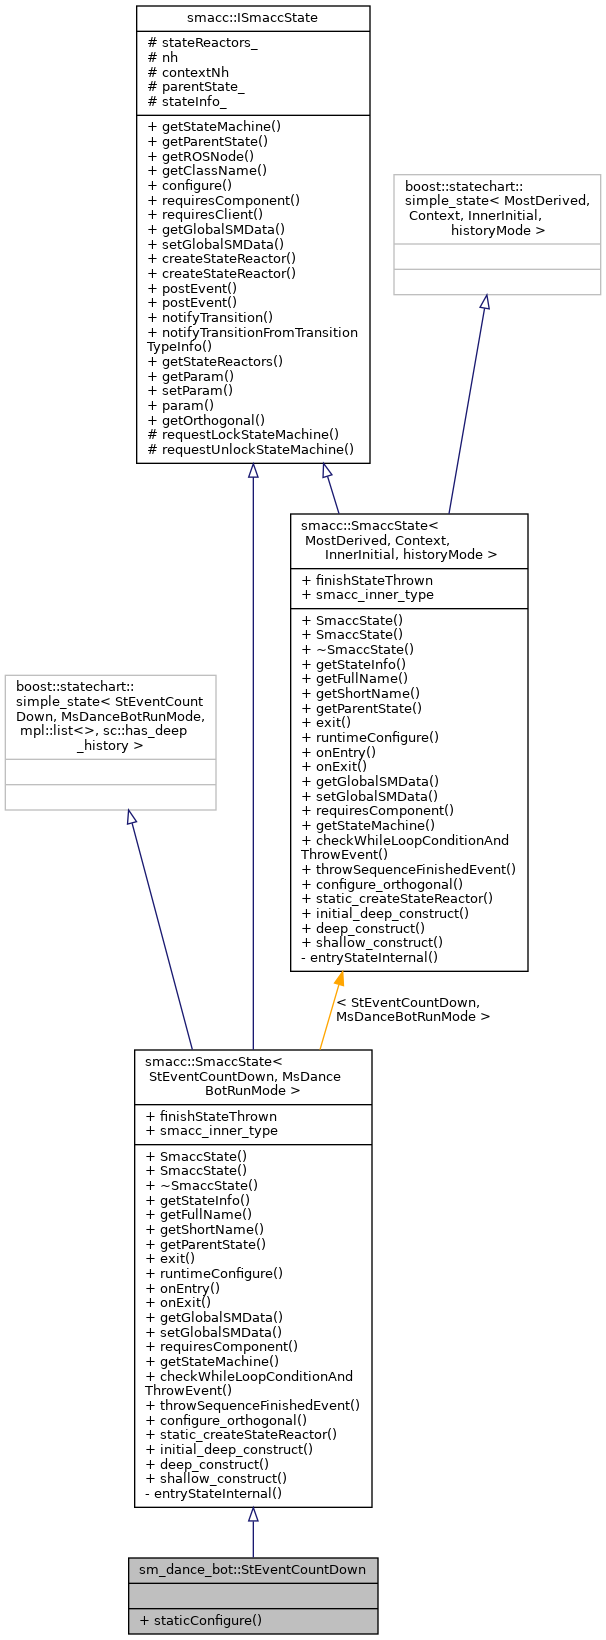 smacc::ISmaccState
# stateReactors_
# nh
# contextNh
# parentState_
# stateInfo_
+ getStateMachine()
+ getParentState()
+ getROSNode()
+ getClassName()
+ configure()
+ requiresComponent()
+ requiresClient()
+ getGlobalSMData()
+ setGlobalSMData()
+ createStateReactor()
+ createStateReactor()
+ postEvent()
+ postEvent()
+ notifyTransition()
+ notifyTransitionFromTransition
TypeInfo()
+ getStateReactors()
+ getParam()
+ setParam()
+ param()
+ getOrthogonal()
# requestLockStateMachine()
# requestUnlockStateMachine()
boost::statechart::
simple_state< MostDerived,
Context, InnerInitial,
historyMode >
smacc::SmaccState<
MostDerived, Context,
InnerInitial, historyMode >
+ finishStateThrown
+ smacc_inner_type
+ SmaccState()
+ SmaccState()
+ ~SmaccState()
+ getStateInfo()
+ getFullName()
+ getShortName()
+ getParentState()
+ exit()
+ runtimeConfigure()
+ onEntry()
+ onExit()
+ getGlobalSMData()
+ setGlobalSMData()
+ requiresComponent()
+ getStateMachine()
+ checkWhileLoopConditionAnd
ThrowEvent()
+ throwSequenceFinishedEvent()
+ configure_orthogonal()
+ static_createStateReactor()
+ initial_deep_construct()
+ deep_construct()
+ shallow_construct()
- entryStateInternal()
boost::statechart::
simple_state< StEventCount
Down, MsDanceBotRunMode,
mpl::list<>, sc::has_deep
_history >
< StEventCountDown,
MsDanceBotRunMode >
smacc::SmaccState<
StEventCountDown, MsDance
BotRunMode >
+ finishStateThrown
+ smacc_inner_type
+ SmaccState()
+ SmaccState()
+ ~SmaccState()
+ getStateInfo()
+ getFullName()
+ getShortName()
+ getParentState()
+ exit()
+ runtimeConfigure()
+ onEntry()
+ onExit()
+ getGlobalSMData()
+ setGlobalSMData()
+ requiresComponent()
+ getStateMachine()
+ checkWhileLoopConditionAnd
ThrowEvent()
+ throwSequenceFinishedEvent()
+ configure_orthogonal()
+ static_createStateReactor()
+ initial_deep_construct()
+ deep_construct()
+ shallow_construct()
- entryStateInternal()
sm_dance_bot::StEventCountDown
+ staticConfigure()